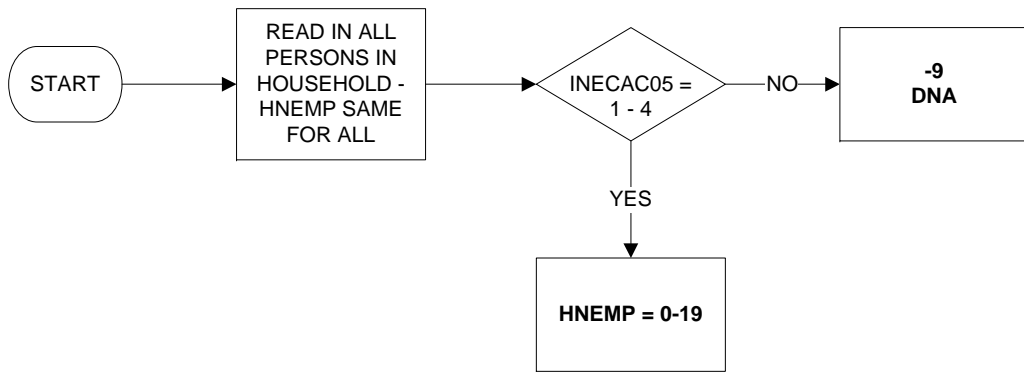 START
READ IN ALL
PERSONS IN
HOUSEHOLD -
HNEMP SAME
FOR ALL
INECAC05 =
1 - 4
NO
-9
DNA
YES
HNEMP = 0-19